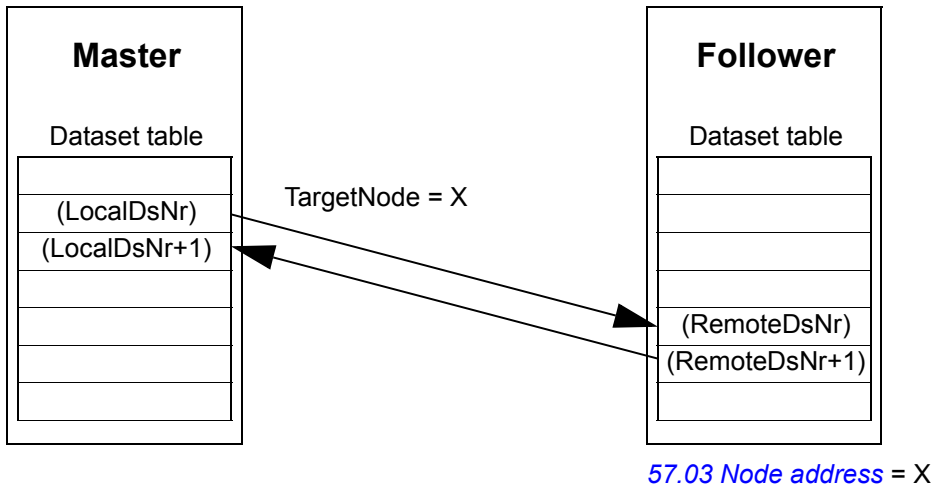 Master
Follower
Dataset table
Dataset table
TargetNode = X
(LocalDsNr)
(LocalDsNr+1)
(RemoteDsNr)
(RemoteDsNr+1)
57.03 Node address = X